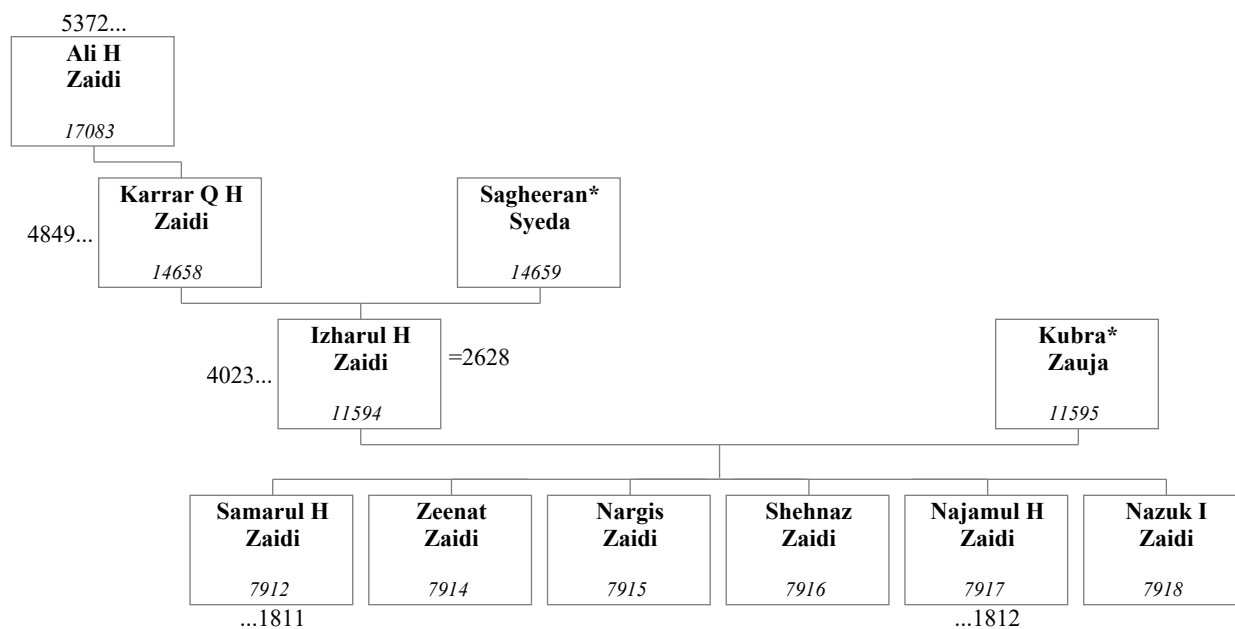 5372...
Ali H
Zaidi
17083
Karrar Q H
Zaidi
14658
Sagheeran*
Syeda
14659
4849...
Izharul H
Zaidi
11594
=2628
Kubra*
Zauja
11595
4023...
Samarul H
Zaidi
7912
Zeenat
Zaidi
7914
Nargis
Zaidi
7915
Shehnaz
Zaidi
7916
Najamul H
Zaidi
7917
Nazuk I
Zaidi
7918
...1811
...1812